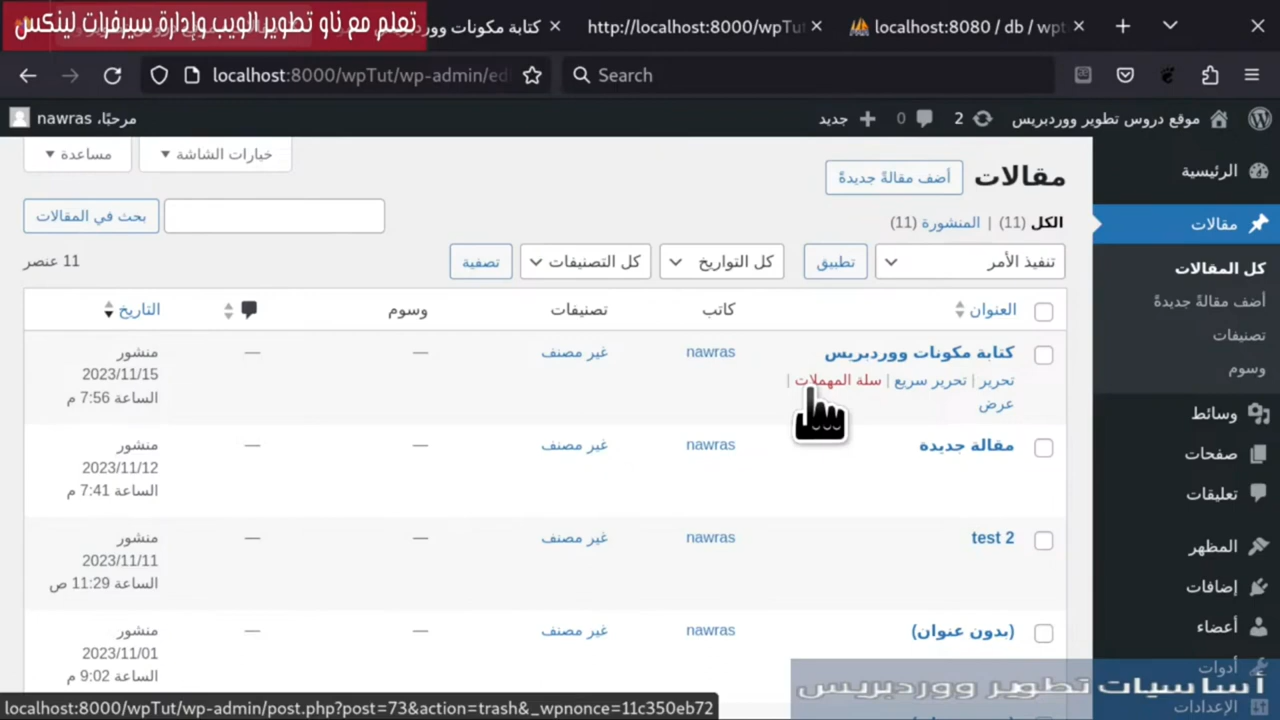 تعلم مع ناو تطوير الويب وإدارة سيرفرات لينكس
كتابة مكونات ووردبريس
http://localhost:8000/wpTut
localhost:8080 / db / wpt
localhost:8000/wpTut/wp-admin/ed
Search
موقع دروس تطوير ووردبريس
2
0
جديد
مرحبًا، nawras
الرئيسية
مقالات
كل المقالات
أضف مقالةً جديدةً
تصنيفات
وسوم
وسائط
صفحات
تعليقات
المظهر
إضافات
أعضاء
أدوات
الإعدادات
خيارات الشاشة
مساعدة
مقالات
أضف مقالةً جديدةً
الكل (11) | المنشورة (11)
بحث في المقالات
تنفيذ الأمر
تطبيق
كل التواريخ
كل التصنيفات
تصفية
11 عنصر
العنوان
كاتب
تصنيفات
وسوم
التاريخ
كتابة مكونات ووردبريس
تحرير | تحرير سريع | سلة المهملات |
عرض
nawras
غير مصنف
—
—
منشور
2023/11/15
الساعة 7:56 م
مقالة جديدة
nawras
غير مصنف
—
—
منشور
2023/11/12
الساعة 7:41 م
test 2
nawras
غير مصنف
—
—
منشور
2023/11/11
الساعة 11:29 ص
(بدون عنوان)
nawras
غير مصنف
—
—
منشور
2023/11/01
الساعة 9:02 م
أساسيات تطوير ووردبريس
localhost:8000/wpTut/wp-admin/post.php?post=73&action=trash&_wpnonce=11c350eb72